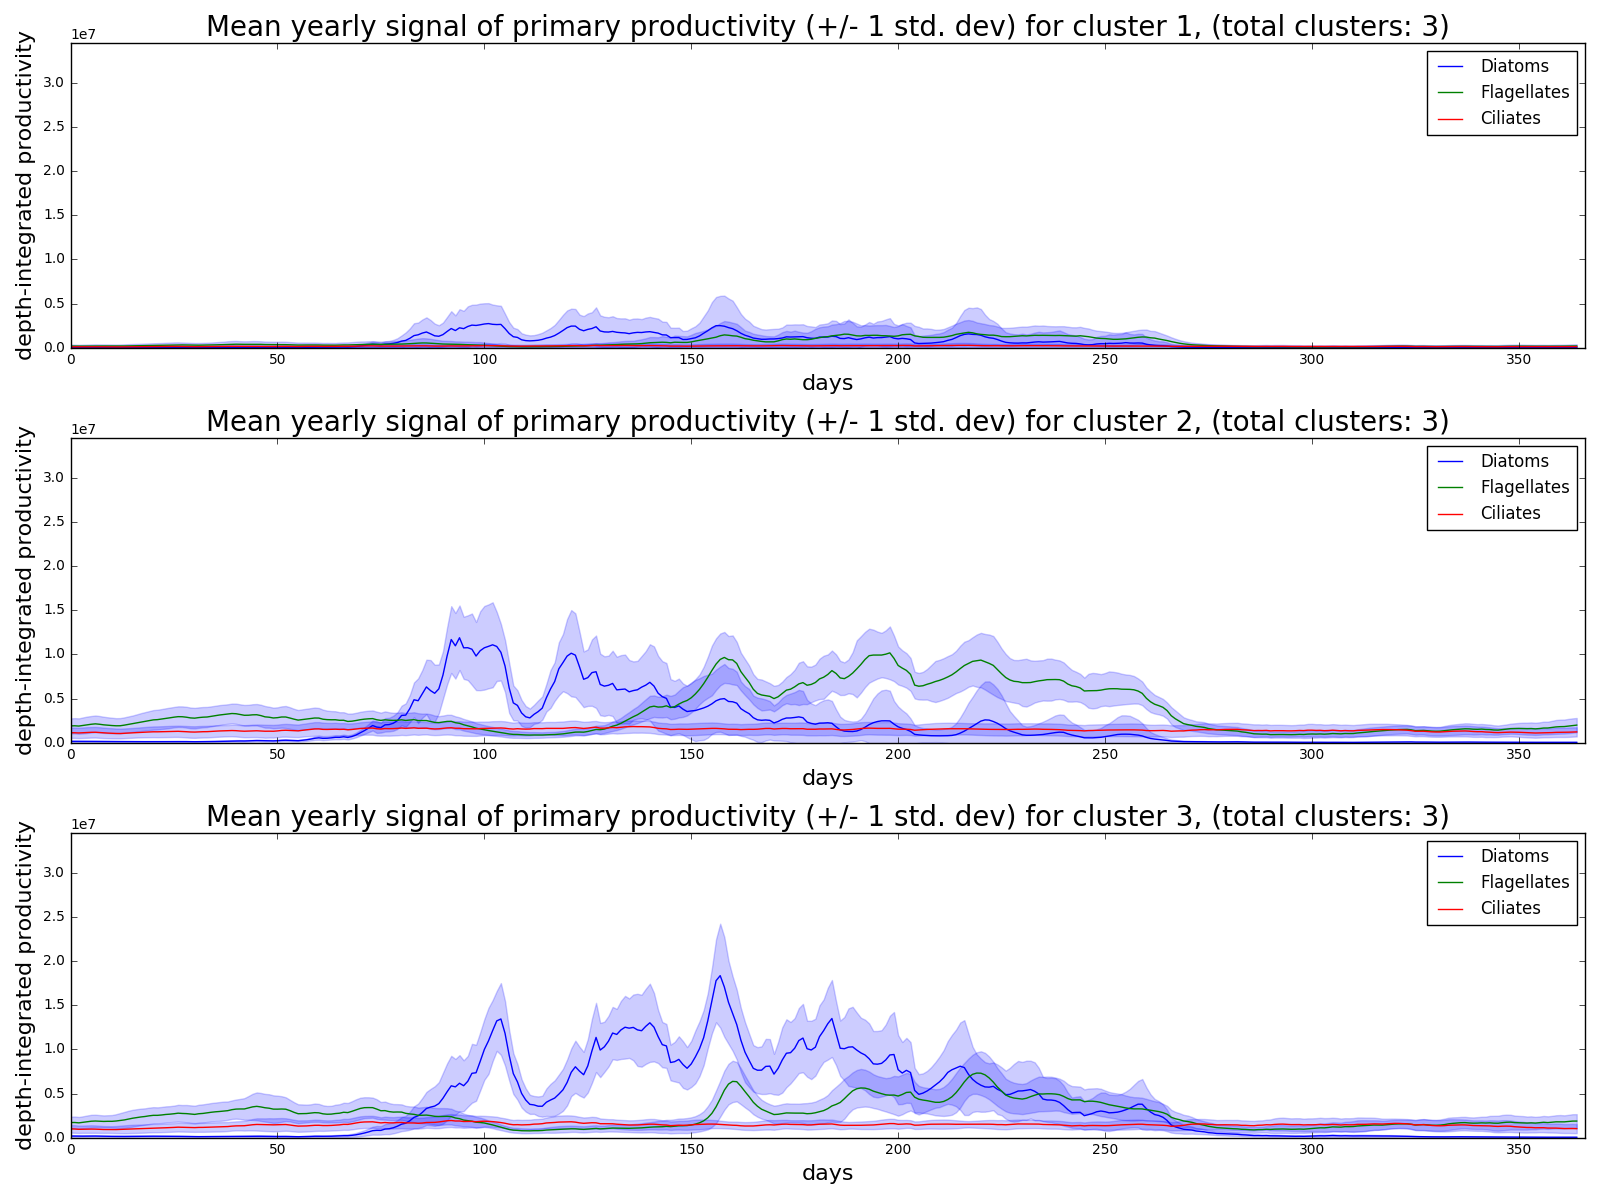 Mean yearly signal of primary productivity (+/- 1 std. dev) for cluster 1, (total clusters: 3)
1e7
depth-integrated productivity
3.0
2.5
2.0
1.5
1.0
0.5
0.0
Diatoms
Flagellates
Ciliates
0 50 100 150 200 250 300 350
days
Mean yearly signal of primary productivity (+/- 1 std. dev) for cluster 2, (total clusters: 3)
1e7
depth-integrated productivity
3.0
2.5
2.0
1.5
1.0
0.5
0.0
Diatoms
Flagellates
Ciliates
0 50 100 150 200 250 300 350
days
Mean yearly signal of primary productivity (+/- 1 std. dev) for cluster 3, (total clusters: 3)
1e7
depth-integrated productivity
3.0
2.5
2.0
1.5
1.0
0.5
0.0
Diatoms
Flagellates
Ciliates
0 50 100 150 200 250 300 350
days